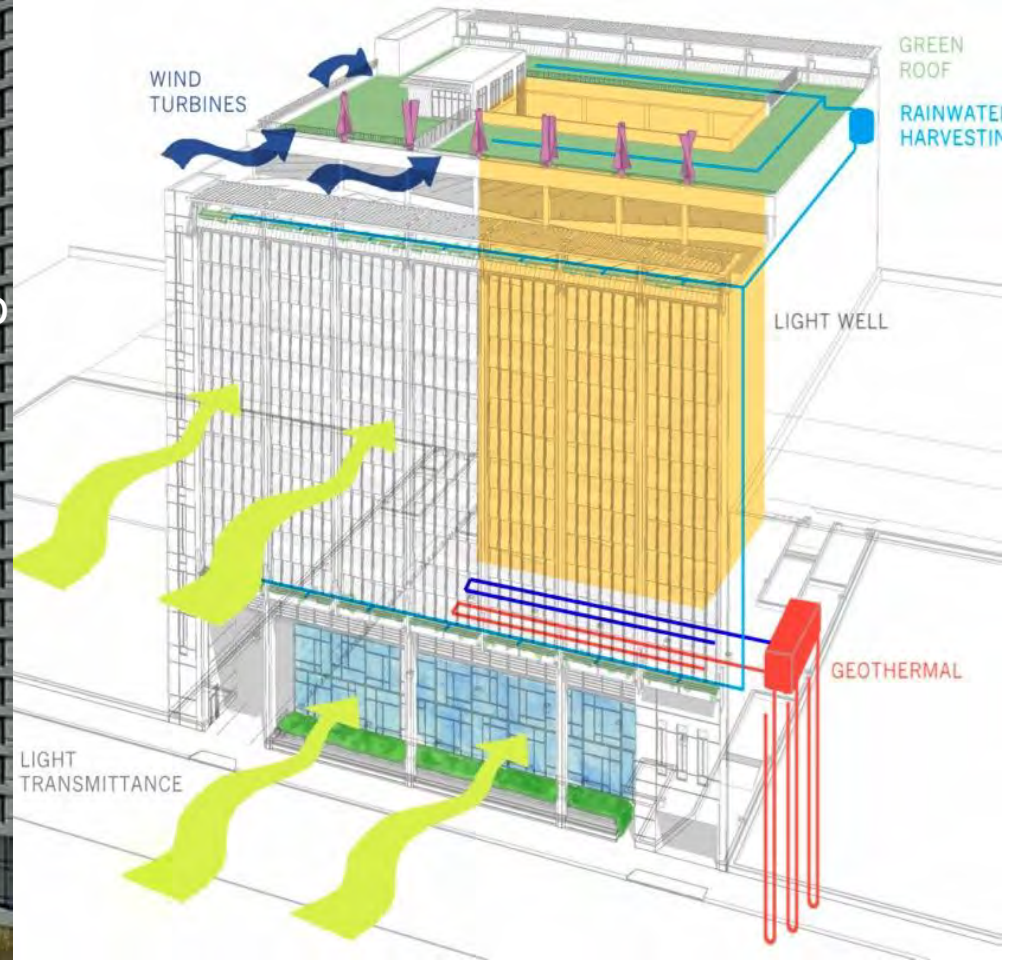 WIND
TURBINES
GREEN
ROOF
RAINWATE
HARVESTIN
LIGHT WELL
GEOTHERMAL
LIGHT
TRANSMITTANCE